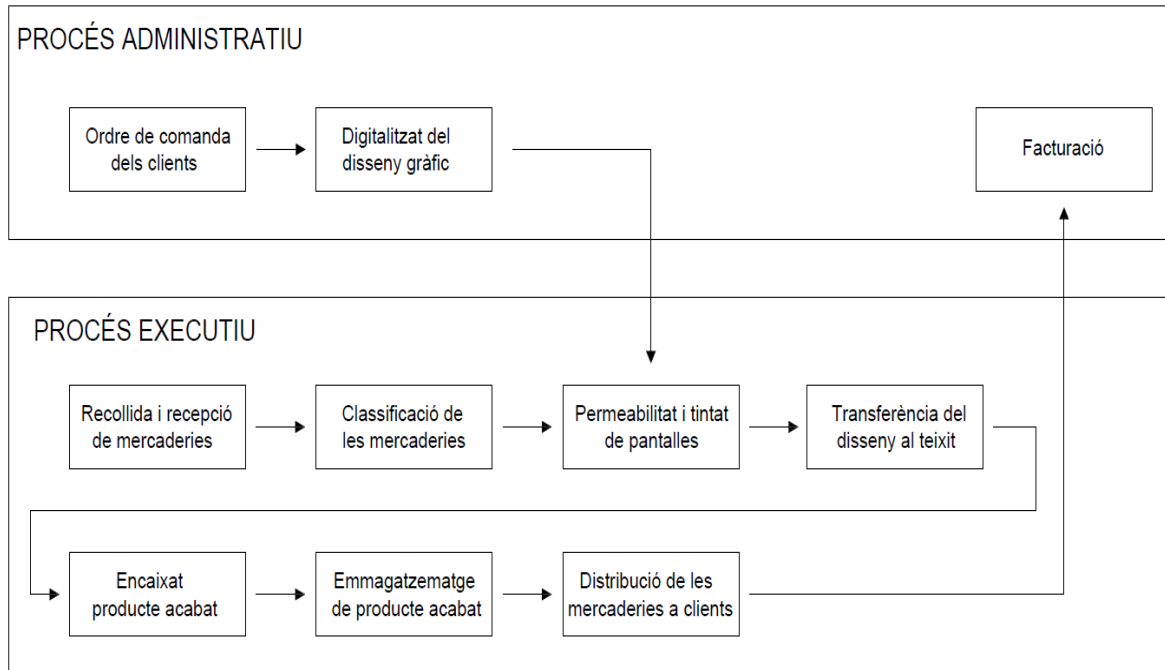 PROCÉS ADMINISTRATIU
Ordre de comanda
dels clients
Digitalitzat del
disseny gràfic
Facturació
PROCÉS EXECUTIU
Recollida i recepció
de mercaderies
Classificació de
les mercaderies
Permeabilitat i tintat
de pantalles
Transferència del
disseny al teixit
Encaixat
producte acabat
Emmagatzematge
de producte acabat
Distribució de les
mercaderies a clients